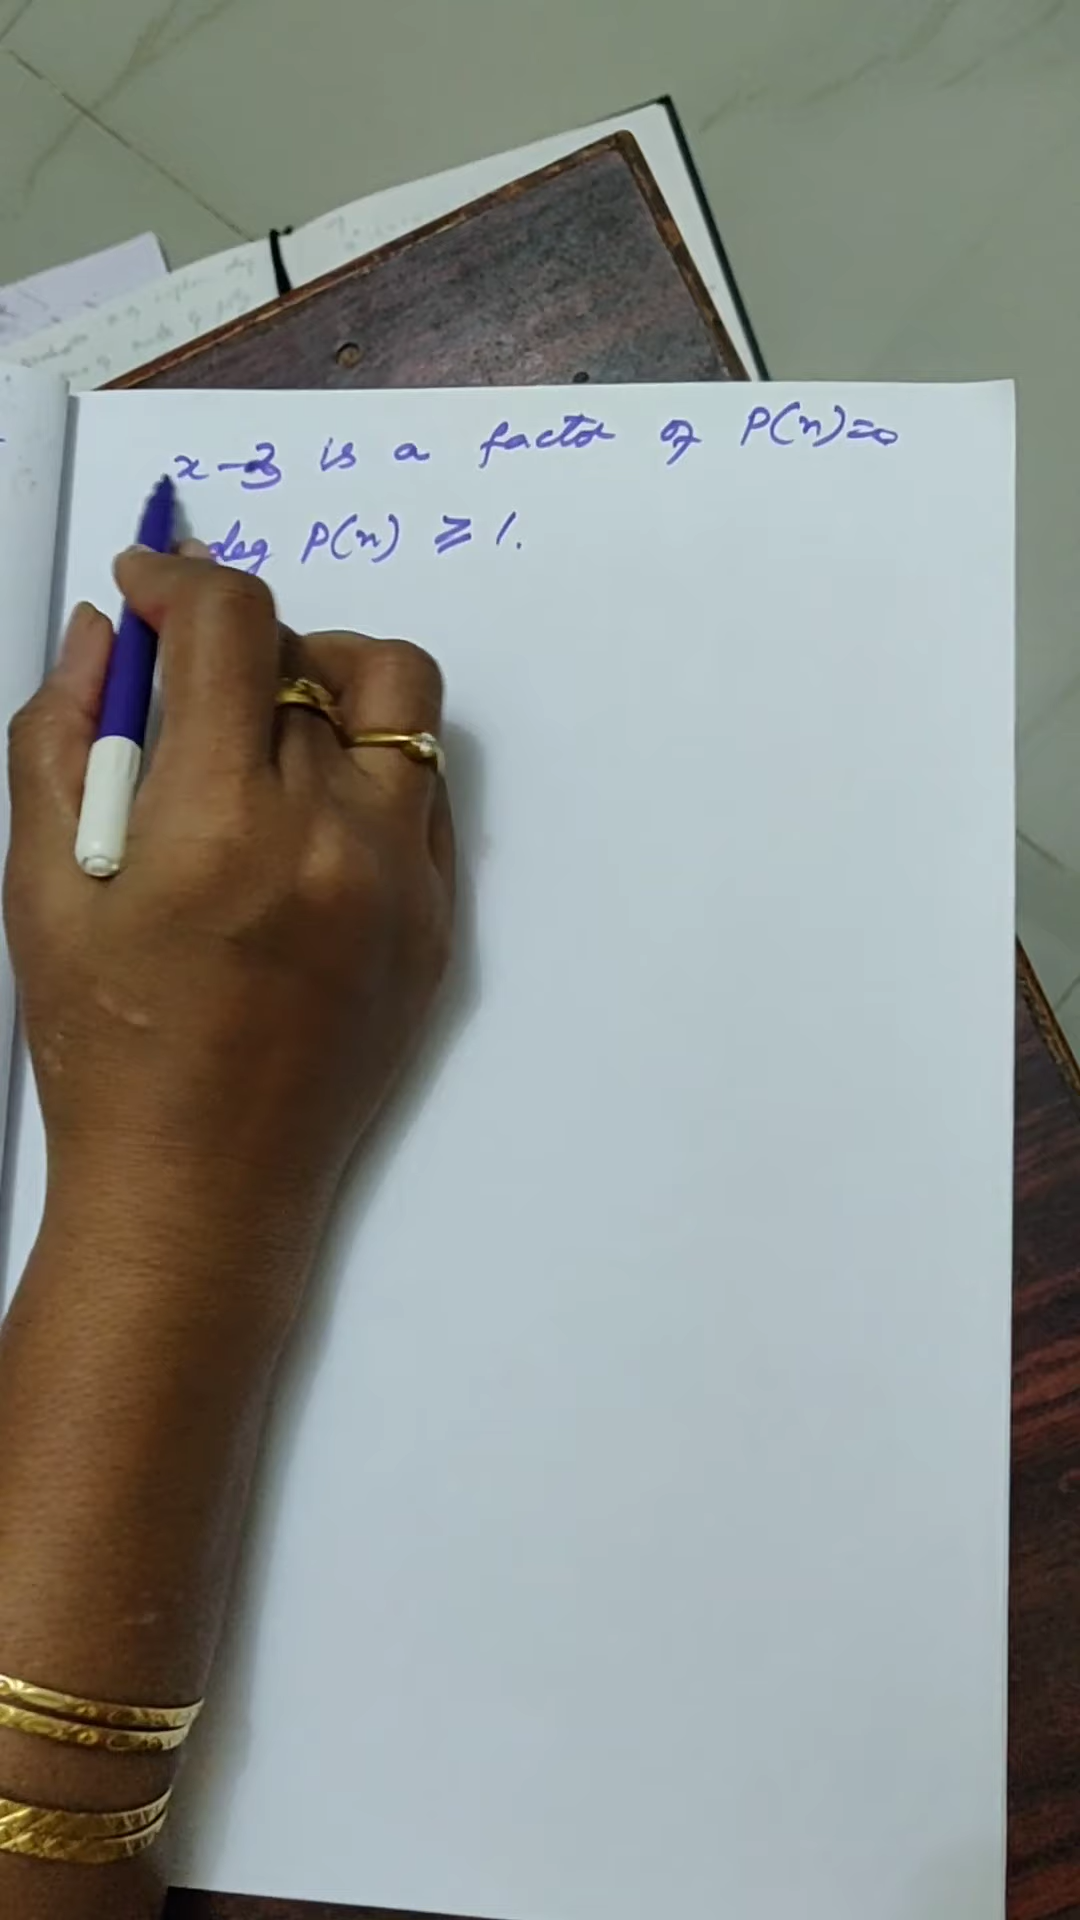 x-3 is a factor of P(x)=0
deg P(x) ≥ 1.